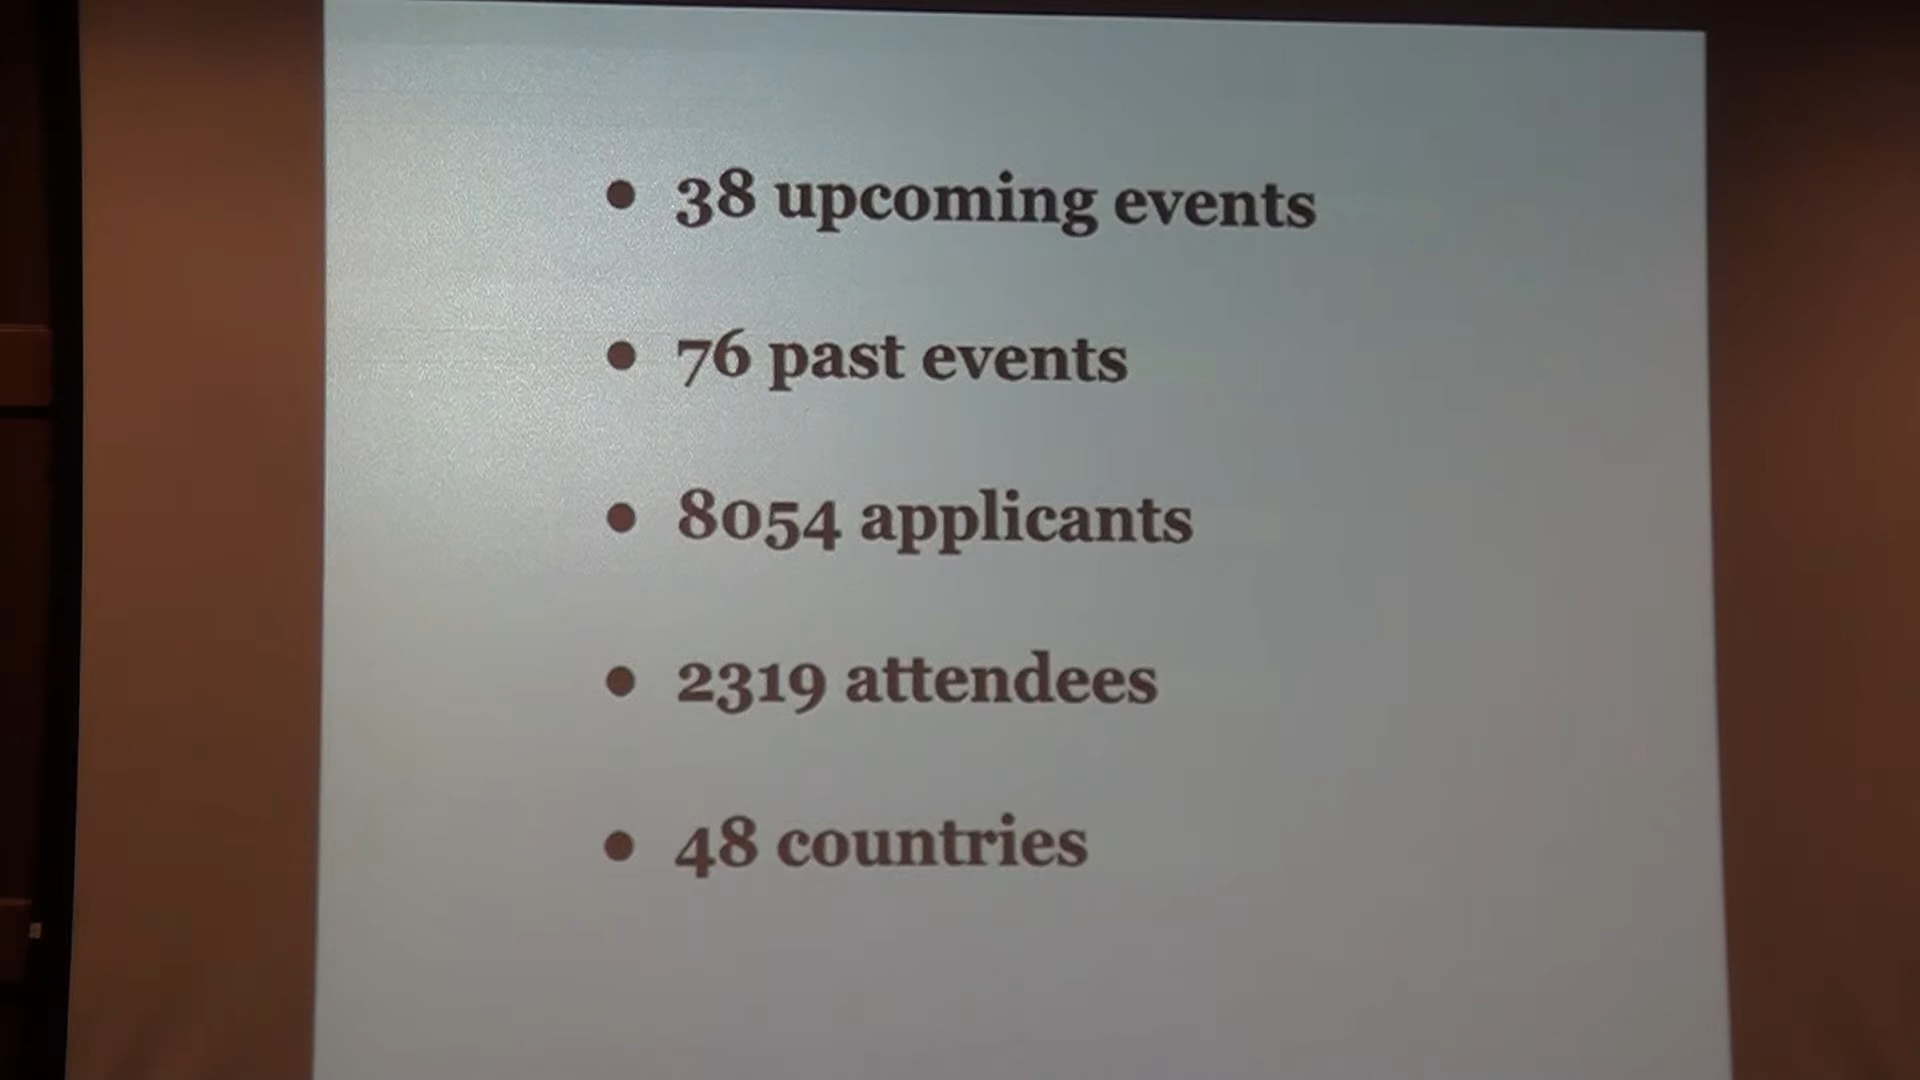 • 38 upcoming events
• 76 past events
• 8054 applicants
• 2319 attendees
• 48 countries